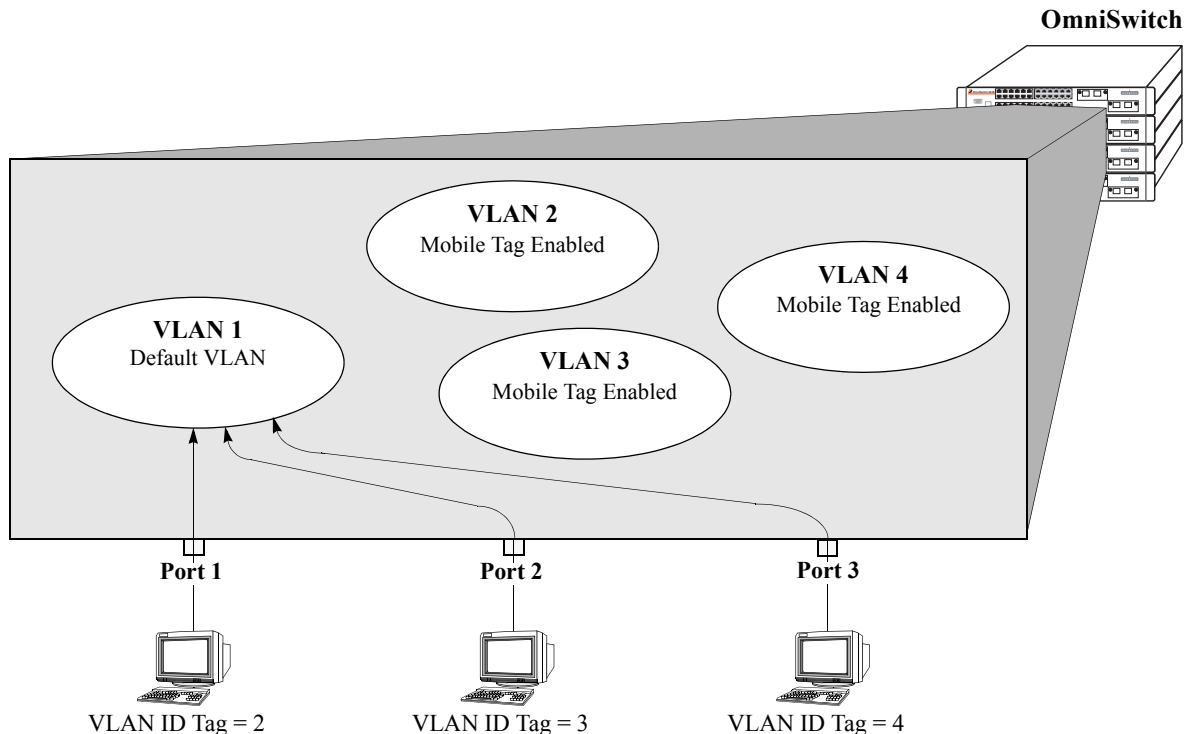 OmniSwitch
VLAN 2
Mobile Tag Enabled
VLAN 4
Mobile Tag Enabled
VLAN 1
Default VLAN
VLAN 3
Mobile Tag Enabled
Port 1
Port 2
Port 3
VLAN ID Tag = 2
VLAN ID Tag = 3
VLAN ID Tag = 4